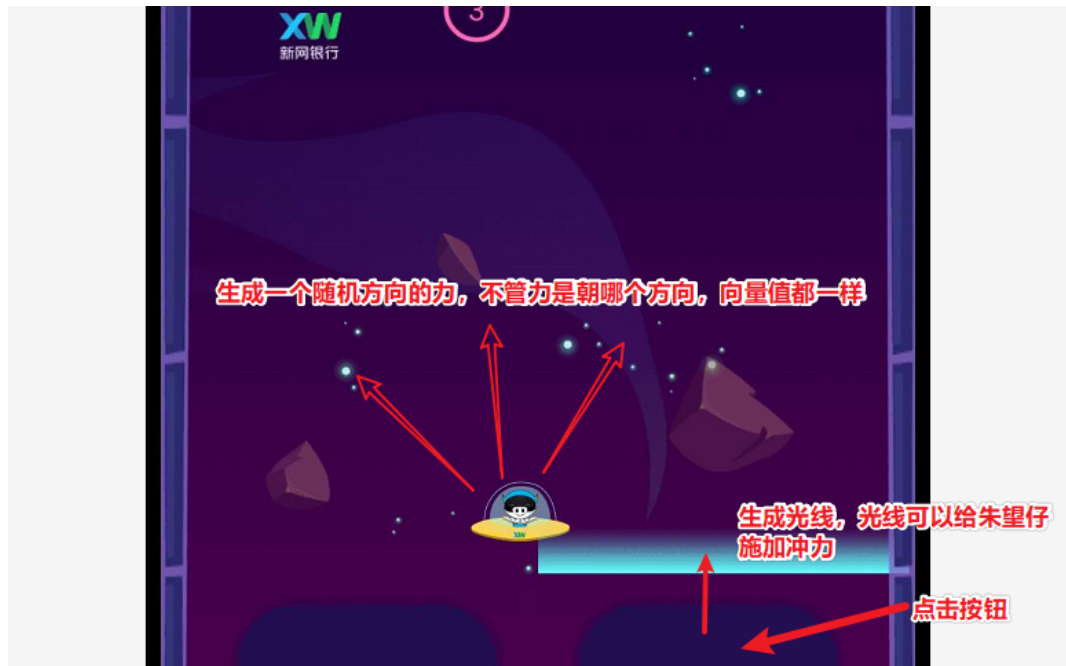 XW
新网银行
3
生成一个随机方向的力，不管力是朝哪个方向，向量值都一样
生成光线，光线可以给朱望仔
施加冲力
XW
点击按钮